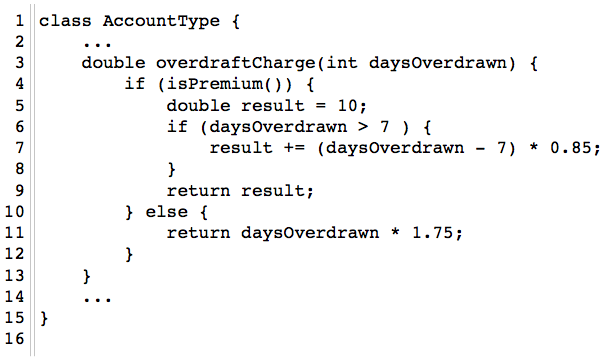 1 class AccountType {
2     ...
3     double overdraftCharge(int daysOverdrawn) {
4         if (isPremium()) {
5             double result = 10;
6             if (daysOverdrawn > 7 ) {
7                 result += (daysOverdrawn - 7) * 0.85;
8             }
9             return result;
10         } else {
11             return daysOverdrawn * 1.75;
12         }
13     }
14     ...
15 }
16